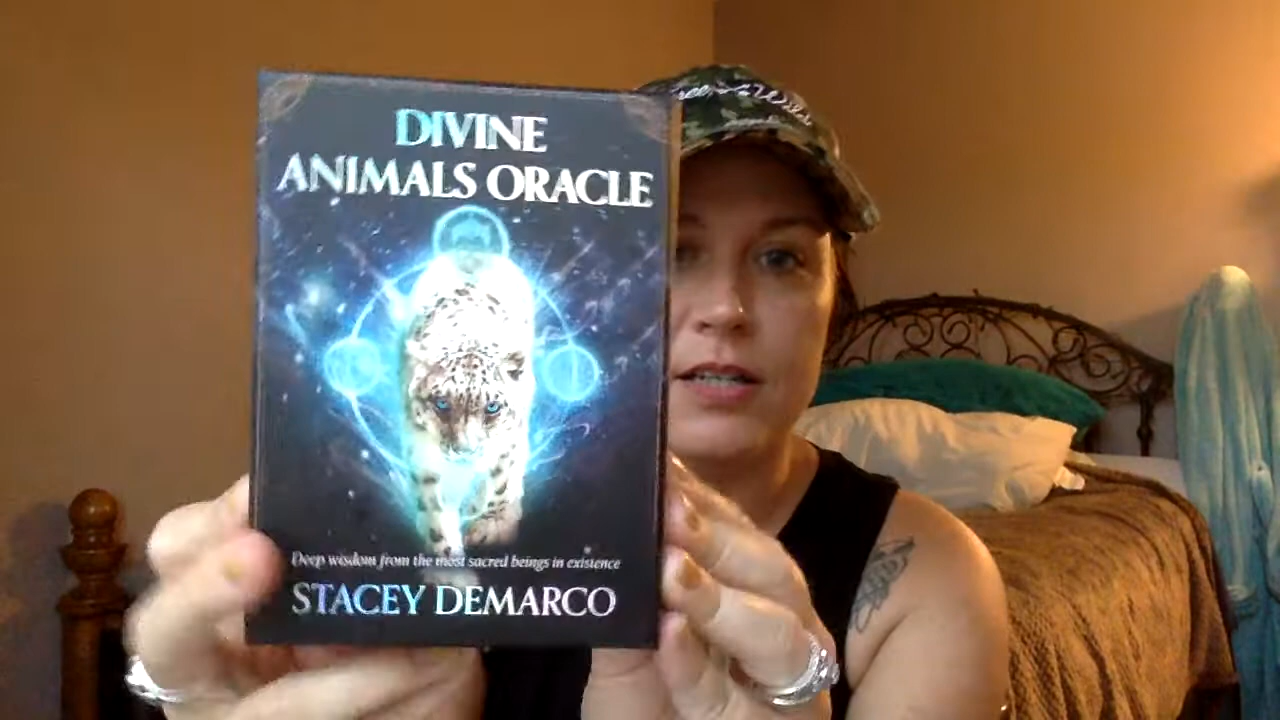 DIVINE
ANIMALS ORACLE
Deep wisdom from the most sacred beings in existence
STACEY DEMARCO